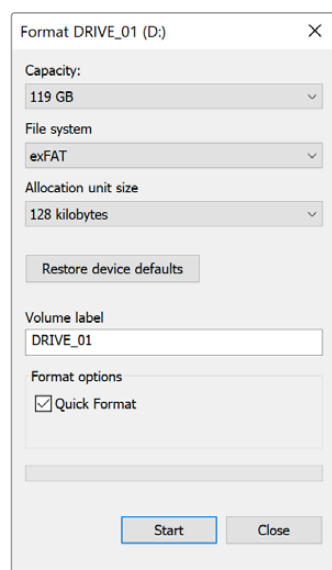 Format DRIVE_01 (D:)
Capacity:
119 GB
File system
exFAT
Allocation unit size
128 kilobytes
Restore device defaults
Volume label
DRIVE_01
Format options
Quick Format
Start Close